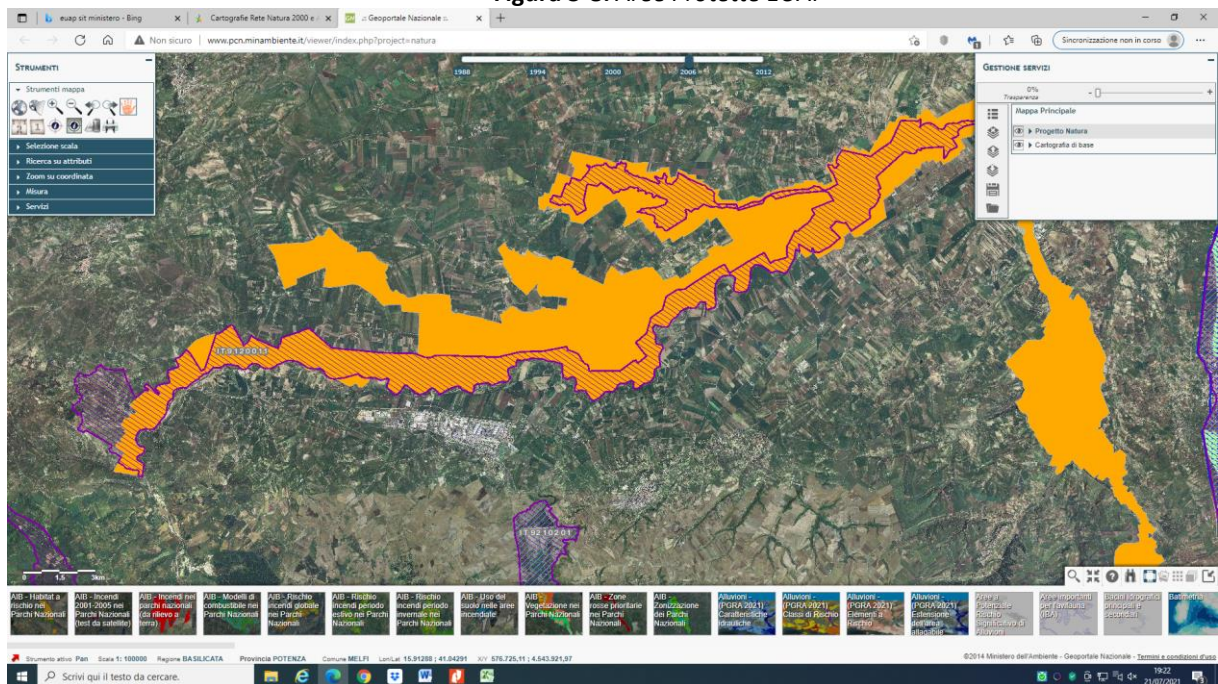 euap sit ministero - Bing
Cartografie Rete Natura 2000 e
.: Geoportale Nazionale :.
Non sicuro
www.pcn.minambiente.it/viewer/index.php?project=natura
Sincronizzazione non in corso
STRUMENTI
Strumenti mappa
Selezione scala
Ricerca su attributi
Zoom su coordinata
Misura
Servizi
1988 1994 2000 2006 2012
GESTIONE SERVIZI
0%
Trasparenza
Mappa Principale
Progetto Natura
Cartografia di base
IT9120011
IT9210201
0 1.5 3km
AIB - Habitat a rischio nei Parchi Nazionali
AIB - Incendi 2001-2005 nei Parchi Nazionali (test da satellite)
AIB - Incendi nei parchi nazionali (da rilievo a terra)
AIB - Modelli di combustibile nei Parchi Nazionali
AIB - Rischio incendi globale nei Parchi Nazionali
AIB - Rischio incendi periodo estivo nei Parchi Nazionali
AIB - Rischio incendi periodo invernale nei Parchi Nazionali
AIB - Uso del suolo nelle aree incendiate
AIB - Vegetazione nei Parchi Nazionali
AIB - Zone rosse prioritarie nei Parchi Nazionali
AIB - Zonizzazione dei Parchi Nazionali
Alluvioni - (PGRA 2021) Caratteristiche Idrauliche
Alluvioni - (PGRA 2021) Classi di Rischio
Alluvioni - (PGRA 2021) Elementi a Rischio
Alluvioni - (PGRA 2021) Estensione dell'area allagabile
Aree a Potenziale Rischio Significativo di Alluvioni
Aree importanti per l'avifauna (IBA)
Bacini idrografici principali e secondari
Batimetria
Strumento attivo Pan Scala 1: 100000 Regione BASILICATA Provincia POTENZA Comune MELFI Lon/Lat 15.91288 ; 41.04291 X/Y 576.725,11 ; 4.543.921,97
©2014 Ministero dell'Ambiente - Geoportale Nazionale - Termini e condizioni d'uso
Scrivi qui il testo da cercare.
19:22
21/07/2021